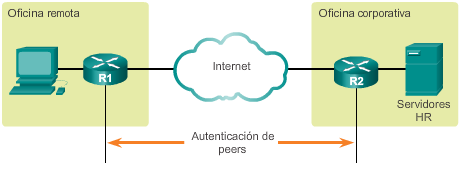 Oficina remota
Oficina corporativa
Internet
R1
R2
Servidores
HR
Autenticación de
peers